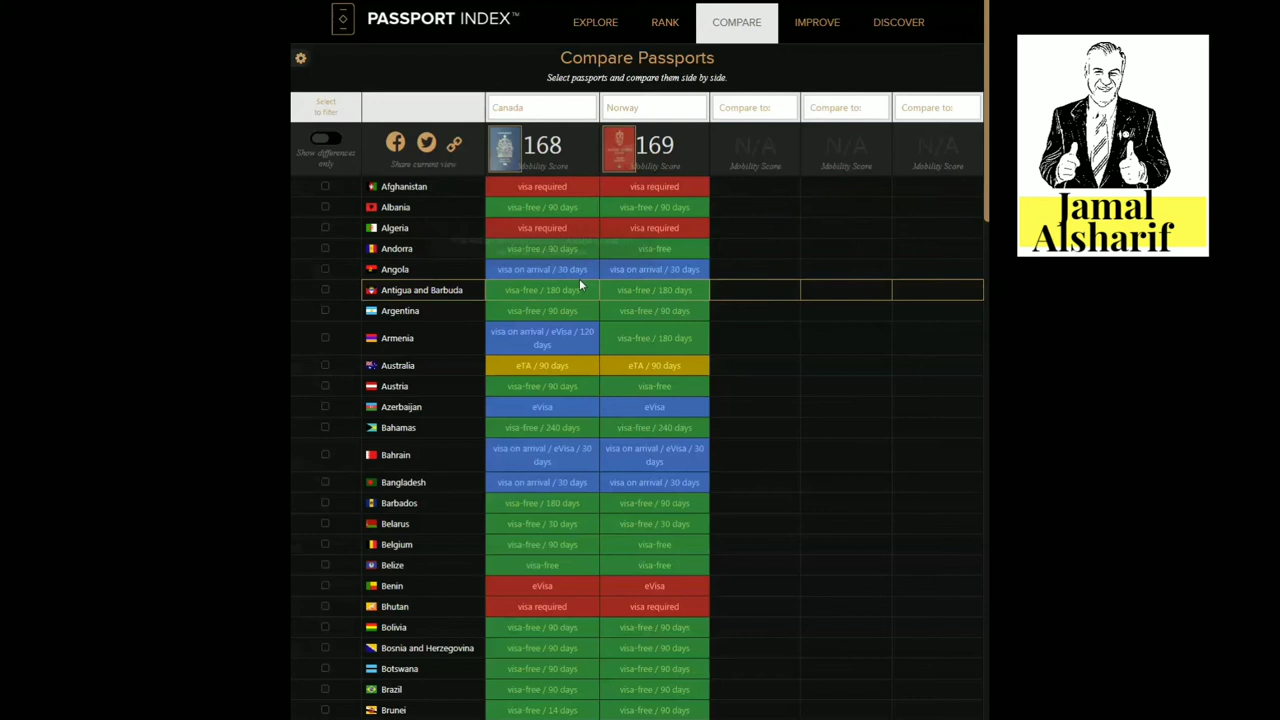 PASSPORT INDEX™
EXPLORE RANK COMPARE IMPROVE DISCOVER
Compare Passports
Select passports and compare them side by side.
Select to Filter
Canada Norway Compare to: Compare to: Compare to:
168 169 N/A N/A N/A
Show differences only
Share current view
Mobility Score Mobility Score Mobility Score Mobility Score Mobility Score
Afghanistan visa required visa required
Albania visa-free / 90 days visa-free / 90 days
Algeria visa required visa required
Andorra visa-free / 90 days visa-free
Angola visa on arrival / 30 days visa on arrival / 30 days
Antigua and Barbuda visa-free / 180 days visa-free / 180 days
Argentina visa-free / 90 days visa-free / 90 days
Armenia visa on arrival / eVisa / 120 days visa-free / 180 days
Australia eTA / 90 days eTA / 90 days
Austria visa-free / 90 days visa-free
Azerbaijan eVisa eVisa
Bahamas visa-free / 240 days visa-free / 240 days
Bahrain visa on arrival / eVisa / 30 days visa on arrival / eVisa / 30 days
Bangladesh visa on arrival / 30 days visa on arrival / 30 days
Barbados visa-free / 180 days visa-free / 90 days
Belarus visa-free / 30 days visa-free / 30 days
Belgium visa-free / 90 days visa-free
Belize visa-free visa-free
Benin eVisa eVisa
Bhutan visa required visa required
Bolivia visa-free / 90 days visa-free / 90 days
Bosnia and Herzegovina visa-free / 90 days visa-free / 90 days
Botswana visa-free / 90 days visa-free / 90 days
Brazil visa-free / 90 days visa-free / 90 days
Brunei visa-free / 14 days visa-free / 90 days
Jamal
Alsharif